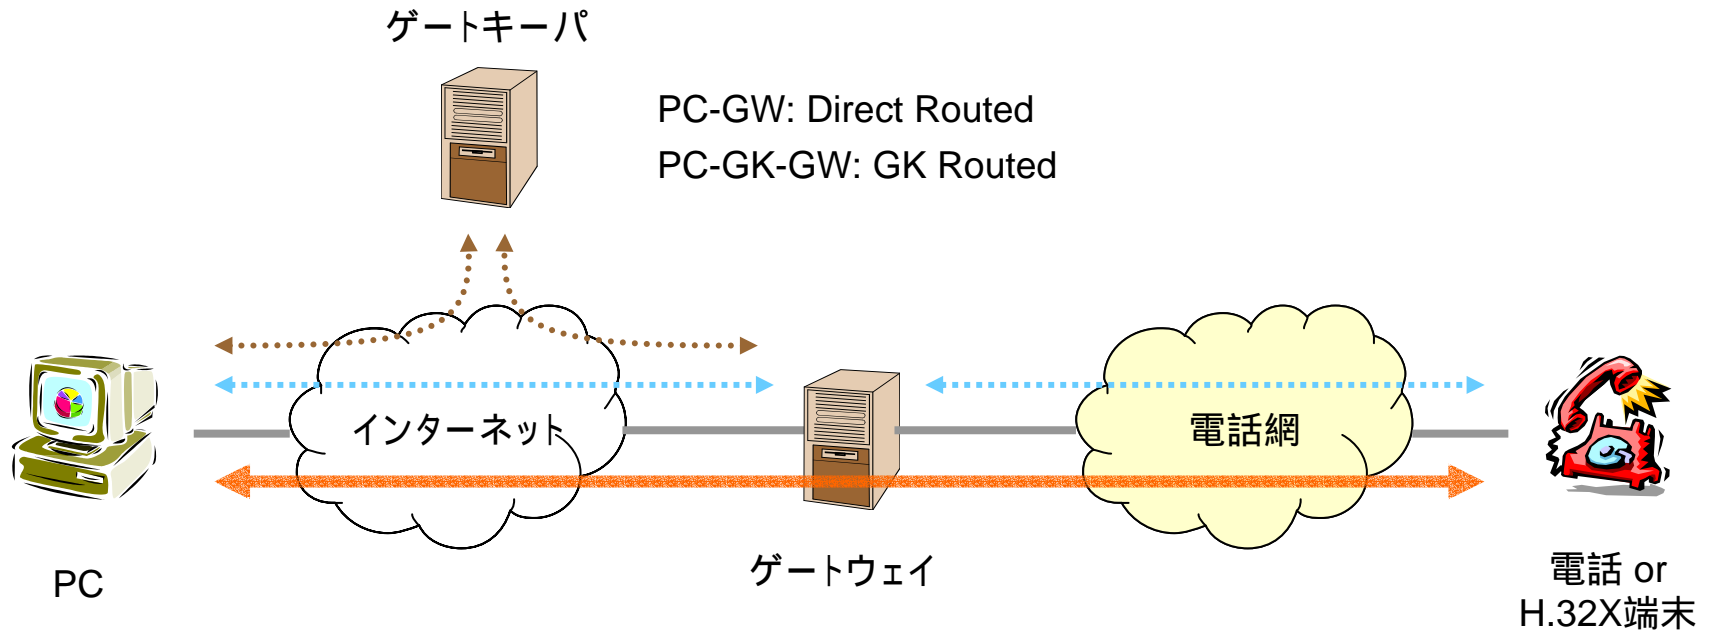 ゲートキーパ
PC-GW: Direct Routed
PC-GK-GW: GK Routed
インターネット
電話網
PC
ゲートウェイ
電話 or
H.32X端末